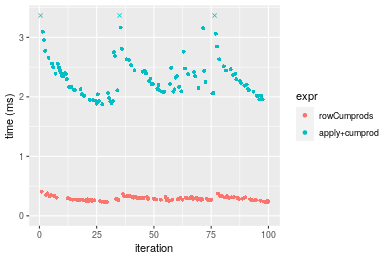 3
2
1
0
time (ms)
0
25
50
75
100
iteration
expr
rowCumprods
apply+cumprod